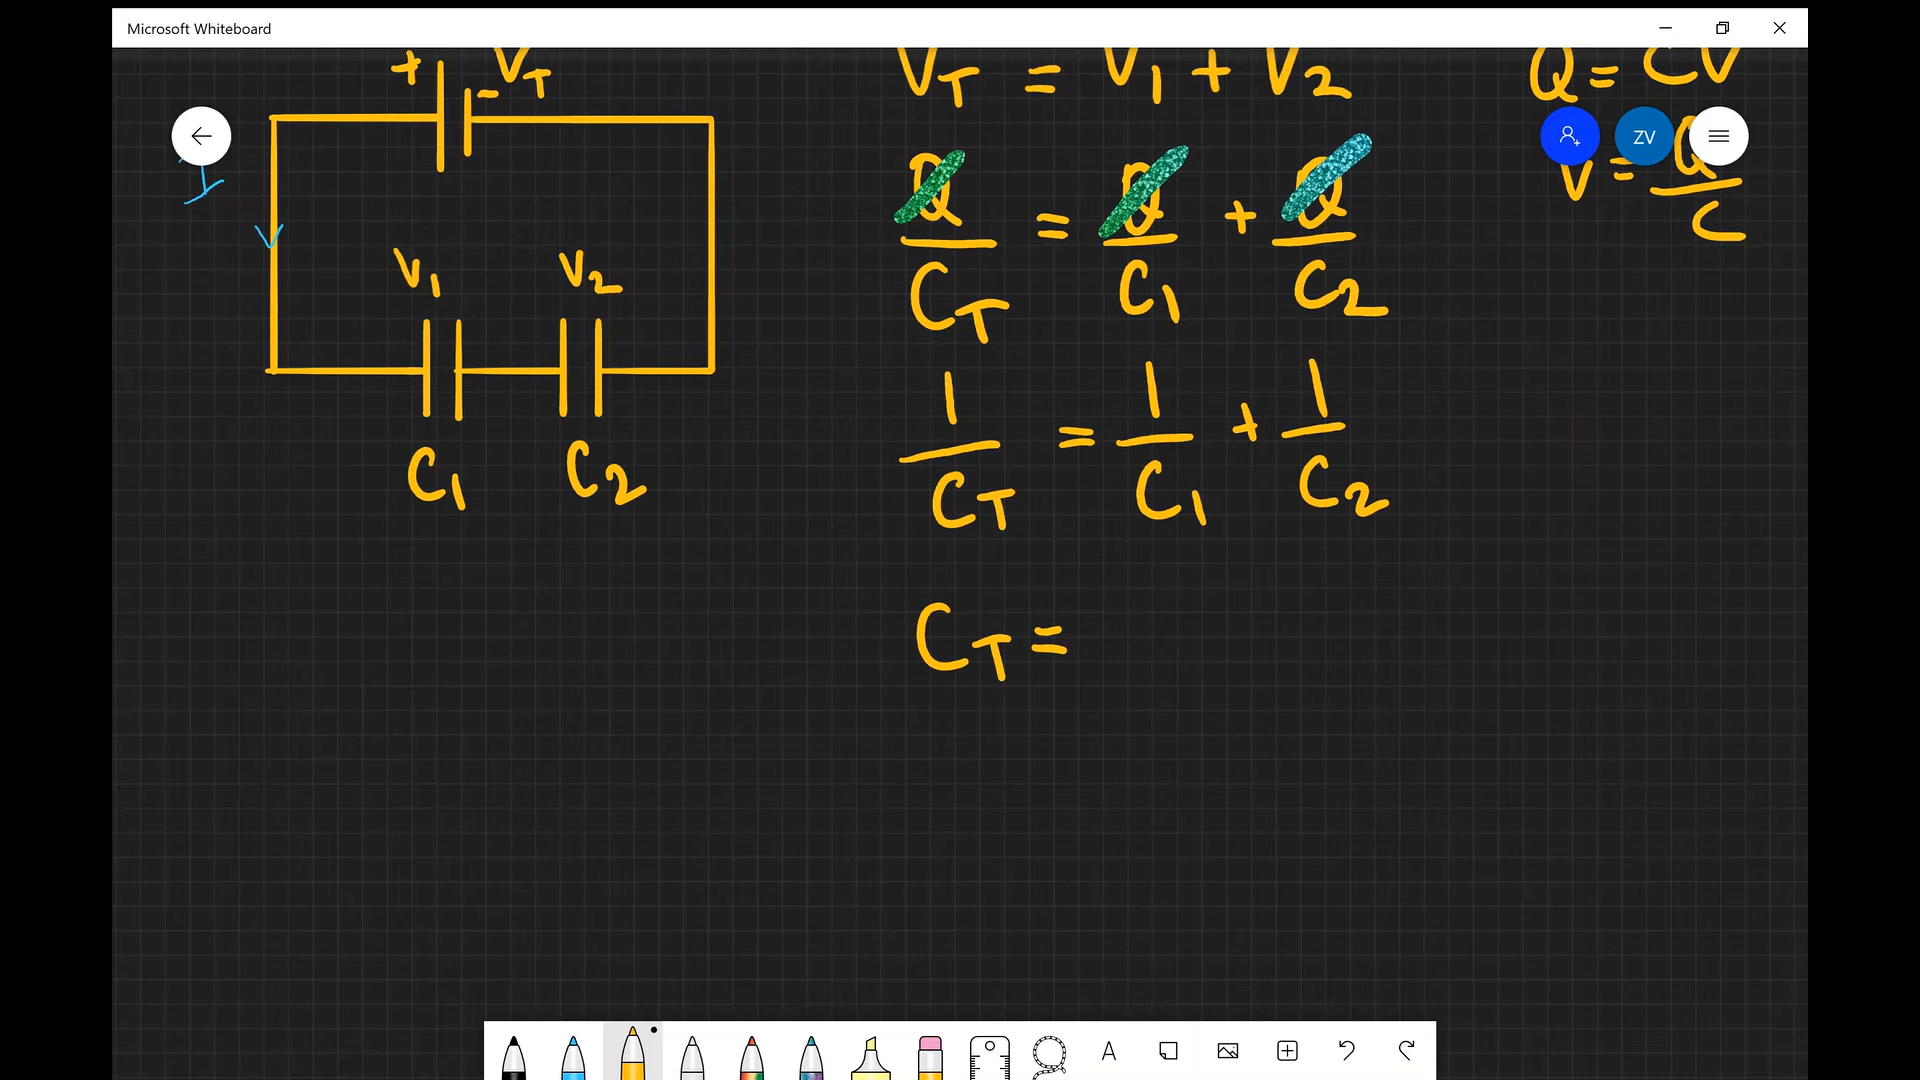 Microsoft Whiteboard
+ - V_T
I
V_1 V_2
C_1 C_2
V_T = V_1 + V_2
Q/C_T = Q/C_1 + Q/C_2
1/C_T = 1/C_1 + 1/C_2
C_T =
Q = CV
ZV
V = Q/C
A